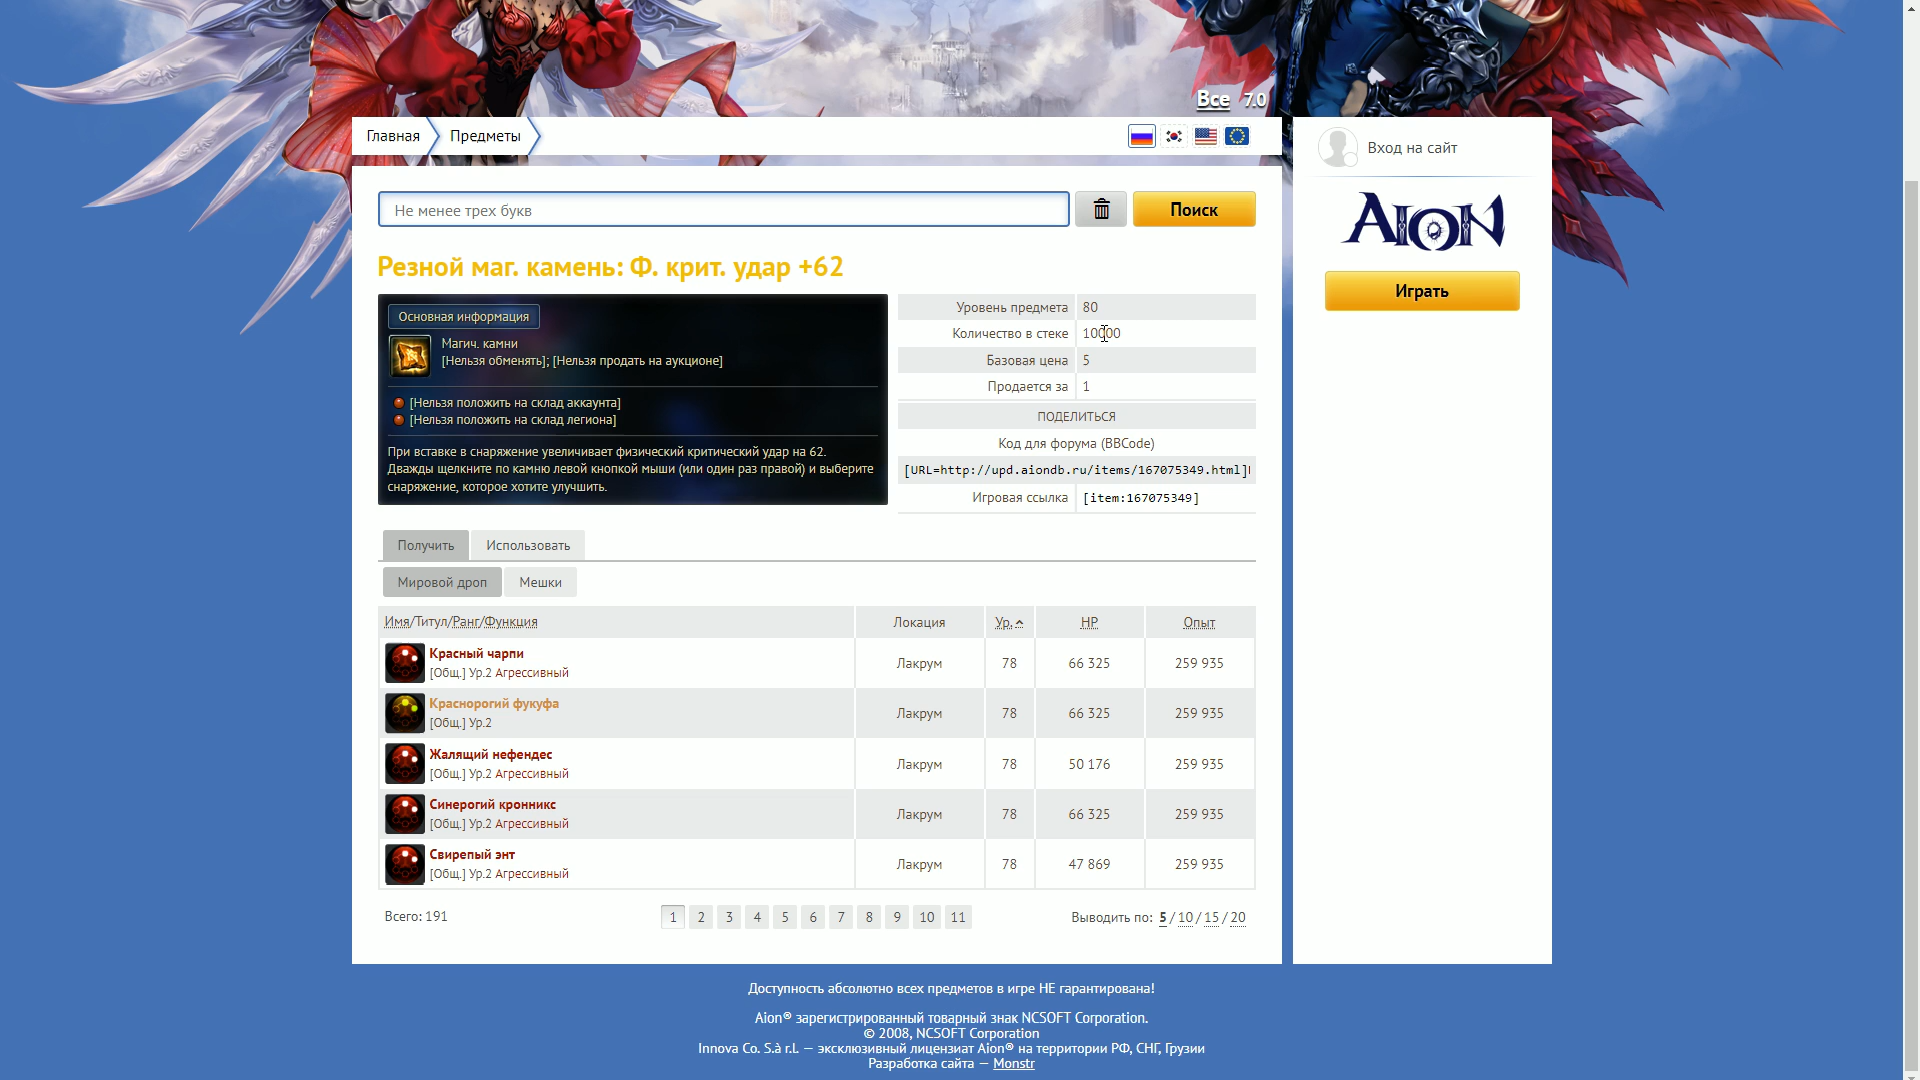 Все 7.0
Главная Предметы
Вход на сайт
Не менее трех букв
Поиск
AION
Играть
Резной маг. камень: Ф. крит. удар +62
Основная информация
Магич. камни
[Нельзя обменять]; [Нельзя продать на аукционе]
[Нельзя положить на склад аккаунта]
[Нельзя положить на склад легиона]
При вставке в снаряжение увеличивает физический критический удар на 62.
Дважды щелкните по камню левой кнопкой мыши (или один раз правой) и выберите
снаряжение, которое хотите улучшить.
Уровень предмета 80
Количество в стеке 10000
Базовая цена 5
Продается за 1
ПОДЕЛИТЬСЯ
Код для форума (BBCode)
[URL=http://upd.aiondb.ru/items/167075349.html]
Игровая ссылка [item:167075349]
Получить Использовать
Мировой дроп Мешки
Имя/Титул/Ранг/Функция Локация Ур. HP Опыт
Красный чарпи
[Общ.] Ур.2 Агрессивный
Лакрум 78 66 325 259 935
Краснорогий фукуфа
[Общ.] Ур.2
Лакрум 78 66 325 259 935
Жалящий нефендес
[Общ.] Ур.2 Агрессивный
Лакрум 78 50 176 259 935
Синерогий кронникс
[Общ.] Ур.2 Агрессивный
Лакрум 78 66 325 259 935
Свирепый энт
[Общ.] Ур.2 Агрессивный
Лакрум 78 47 869 259 935
Всего: 191 1 2 3 4 5 6 7 8 9 10 11 Выводить по: 5 / 10 / 15 / 20
Доступность абсолютно всех предметов в игре НЕ гарантирована!
Aion® зарегистрированный товарный знак NCSOFT Corporation.
© 2008, NCSOFT Corporation
Innova Co. S.à r.l. — эксклюзивный лицензиат Aion® на территории РФ, СНГ, Грузии
Разработка сайта — Monstr